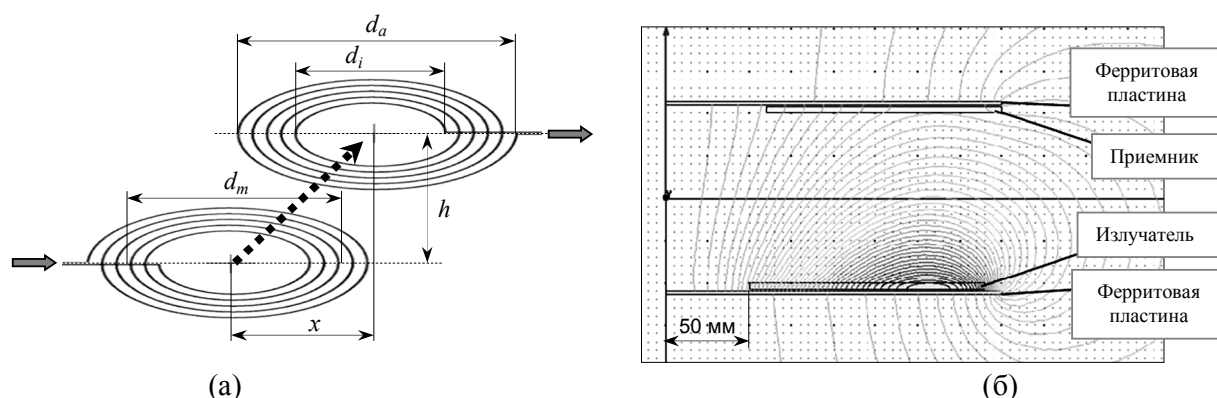 d_a
d_i
d_m
h
x
(а)
Ферритовая
пластина
Приемник
Излучатель
Ферритовая
пластина
50 мм
(б)